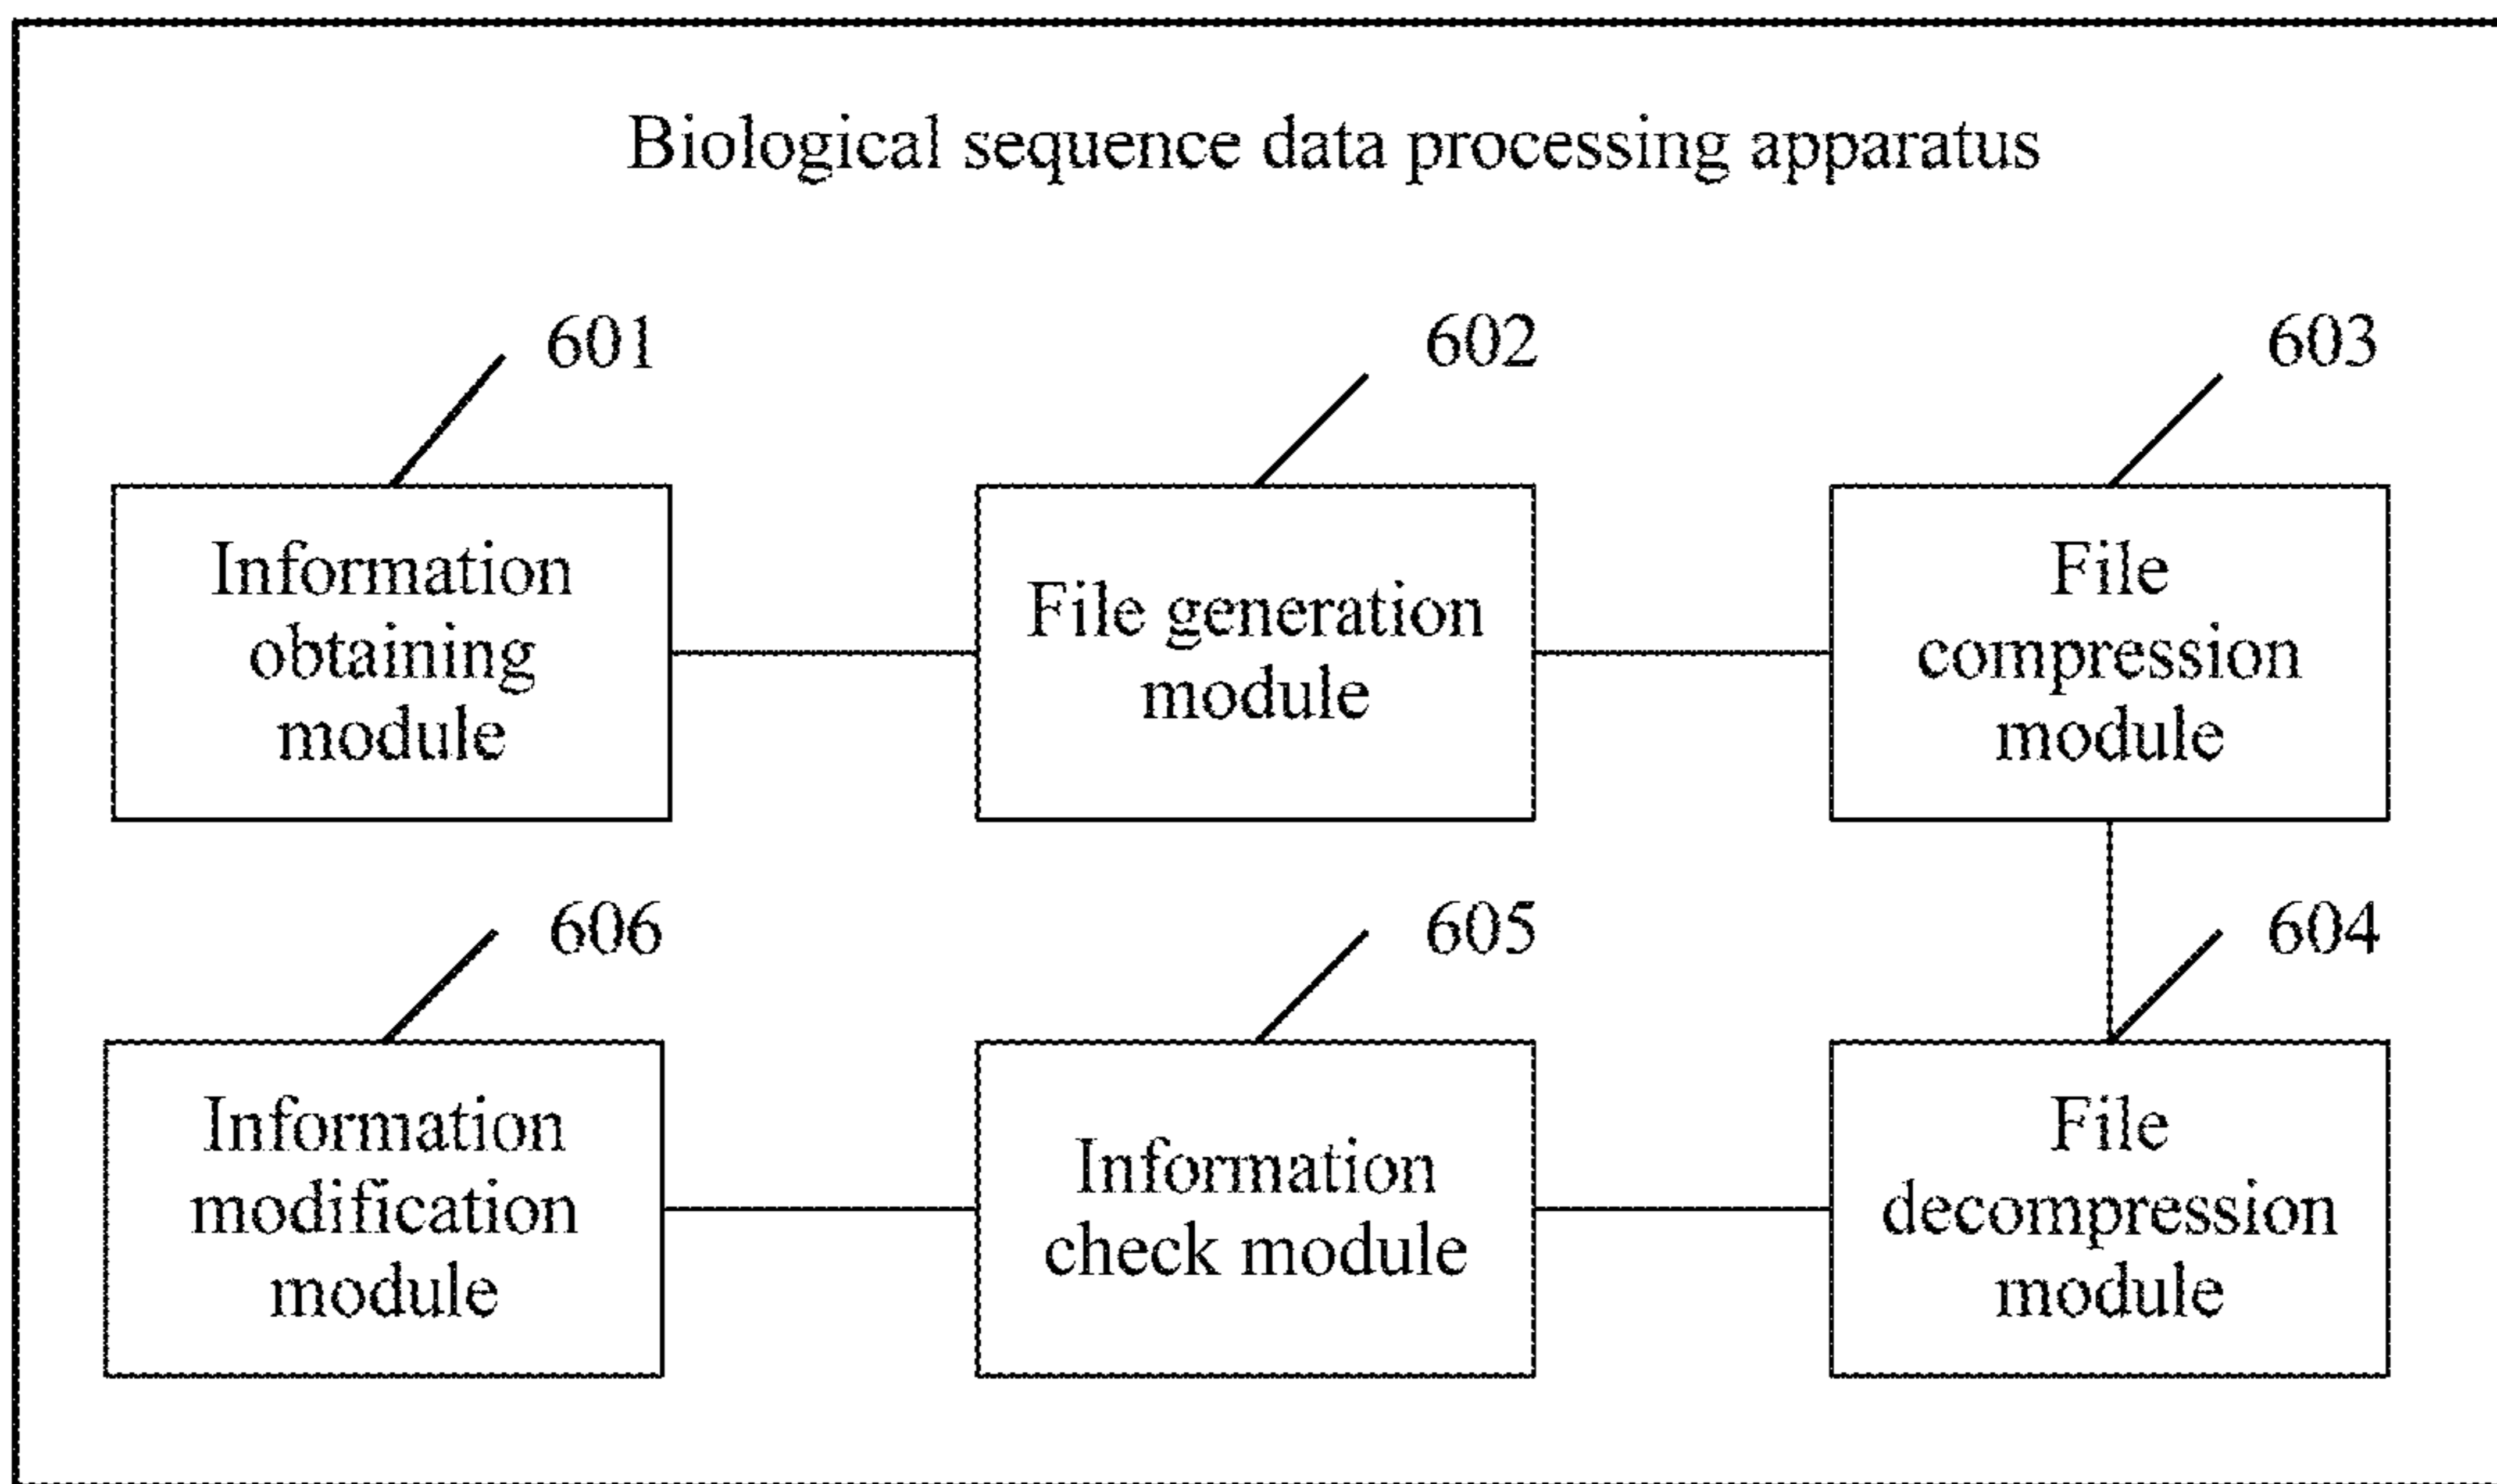 Biological sequence data processing apparatus
601
602
603
Information
obtaining
module
File generation
module
File
compression
module
606
605
604
Information
modification
module
Information
check module
File
decompression
module